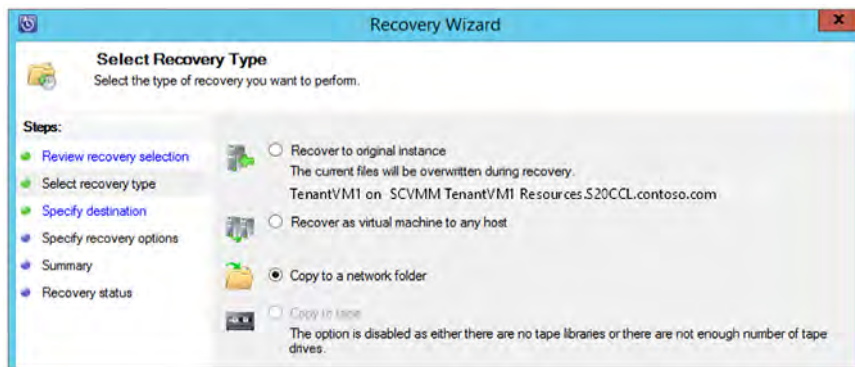 Recovery Wizard
x
Select Recovery Type
Select the type of recovery you want to perform.
Steps:
Review recovery selection
Select recovery type
Specify destination
Specify recovery options
Summary
Recovery status
Recover to original instance
The current files will be overwritten during recovery.
TenantVM1 on SCVMM TenantVM1 Resources.S20CCL.contoso.com
Recover as virtual machine to any host
Copy to a network folder
Copy to tape
The option is disabled as either there are no tape libraries or there are not enough number of tape
drives.